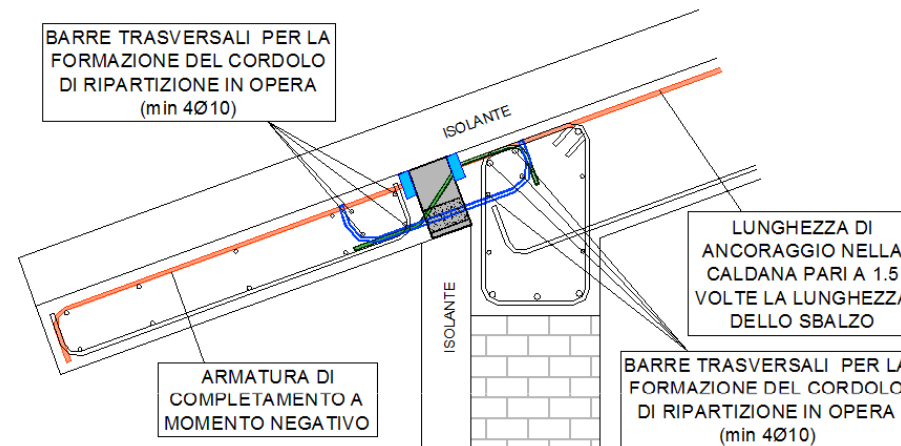 BARRE TRASVERSALI PER LA
FORMAZIONE DEL CORDOLO
DI RIPARTIZIONE IN OPERA
(min 4Ø10)
ISOLANTE
LUNGHEZZA DI
ANCORAGGIO NELLA
CALDANA PARI A 1.5
VOLTE LA LUNGHEZZA
DELLO SBALZO
ISOLANTE
ARMATURA DI
COMPLETAMENTO A
MOMENTO NEGATIVO
BARRE TRASVERSALI PER LA
FORMAZIONE DEL CORDOLO
DI RIPARTIZIONE IN OPERA
(min 4Ø10)